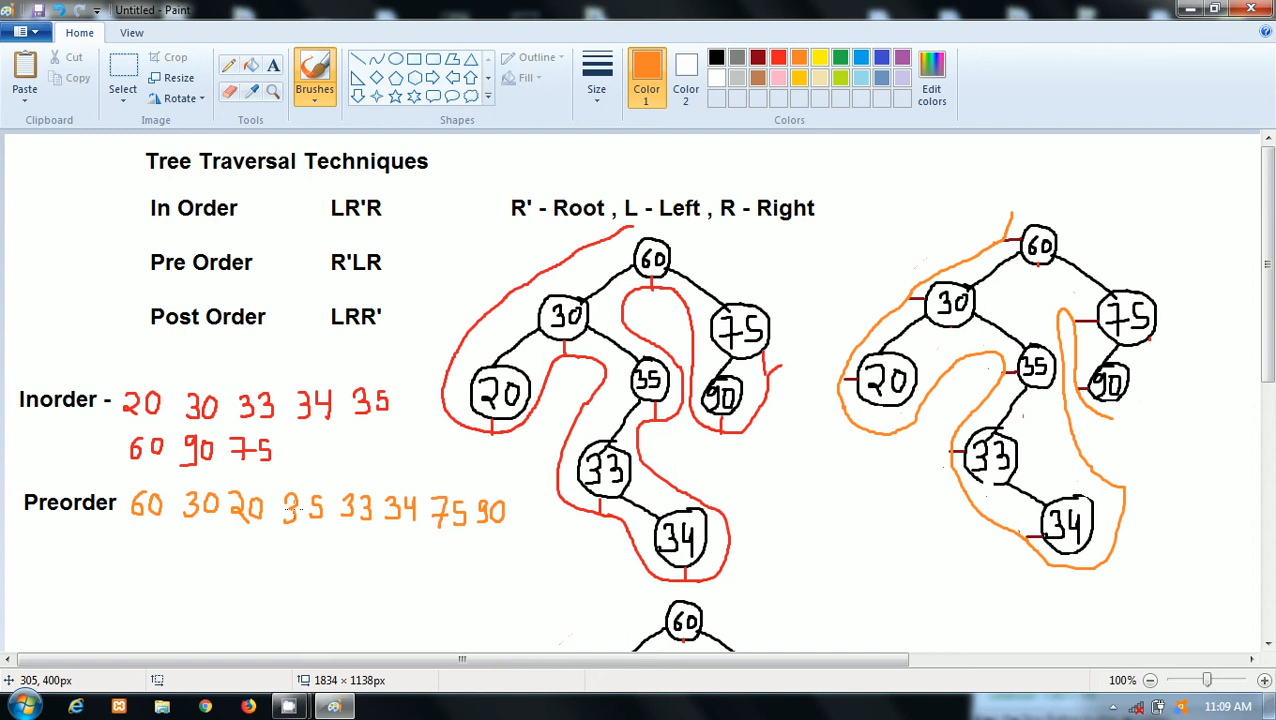 Untitled - Paint
Home View
Paste Cut Copy
Clipboard
Select Crop Resize Rotate
Image
A
Tools
Brushes
Outline Fill
Shapes
Size
Color 1
Color 2
Edit colors
Colors
Tree Traversal Techniques
In Order LR'R R' - Root , L - Left , R - Right
Pre Order R'LR
Post Order LRR'
Inorder - 20 30 33 34 35
60 90 75
Preorder 60 30 20 35 33 34 75 90
60
30
75
20
35
90
33
34
60
30
75
20
35
90
33
34
60
305, 400px 1834 × 1138px 100%
11:09 AM